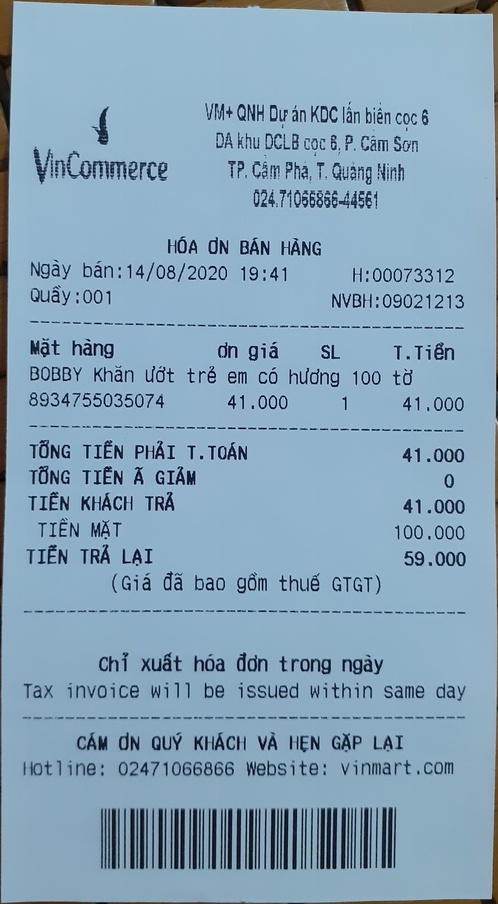 VinCommerce
VM+ QNH Dự án KDC lấn biển cọc 6
DA khu DCLB cọc 6, P. Cẩm Sơn
TP. Cẩm Phả, T. Quảng Ninh
024.71066866-44561
HÓA ƠN BÁN HÀNG
Ngày bán:14/08/2020 19:41 H:00073312
Quầy:001 NVBH:09021213
Mặt hàng ơn giá SL T.Tiền
BOBBY Khăn ướt trẻ em có hương 100 tờ
8934755035074 41.000 1 41.000
TỔNG TIỀN PHẢI T.TOÁN 41.000
TỔNG TIỀN Ã GIẢM 0
TIỀN KHÁCH TRẢ 41.000
TIỀN MẶT 100.000
TIỀN TRẢ LẠI 59.000
(Giá đã bao gồm thuế GTGT)
Chỉ xuất hóa đơn trong ngày
Tax invoice will be issued within same day
CÁM ƠN QUÝ KHÁCH VÀ HẸN GẶP LẠI
Hotline: 02471066866 Website: vinmart.com